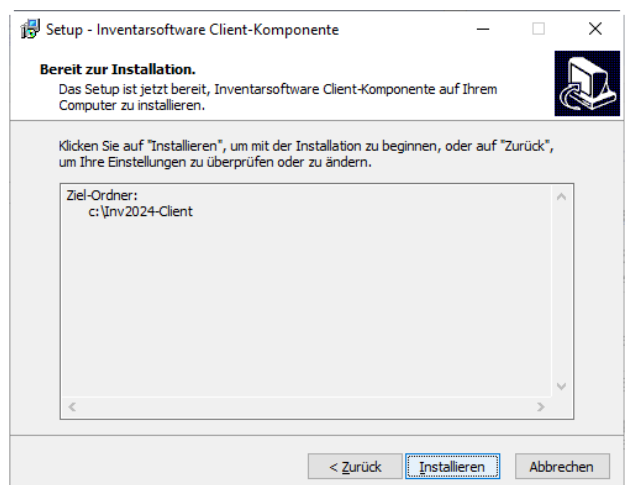 Setup - Inventarsoftware Client-Komponente
Bereit zur Installation.
Das Setup ist jetzt bereit, Inventarsoftware Client-Komponente auf Ihrem
Computer zu installieren.
Klicken Sie auf "Installieren", um mit der Installation zu beginnen, oder auf "Zurück",
um Ihre Einstellungen zu überprüfen oder zu ändern.
Ziel-Ordner:
c:\Inv2024-Client
< Zurück
Installieren
Abbrechen